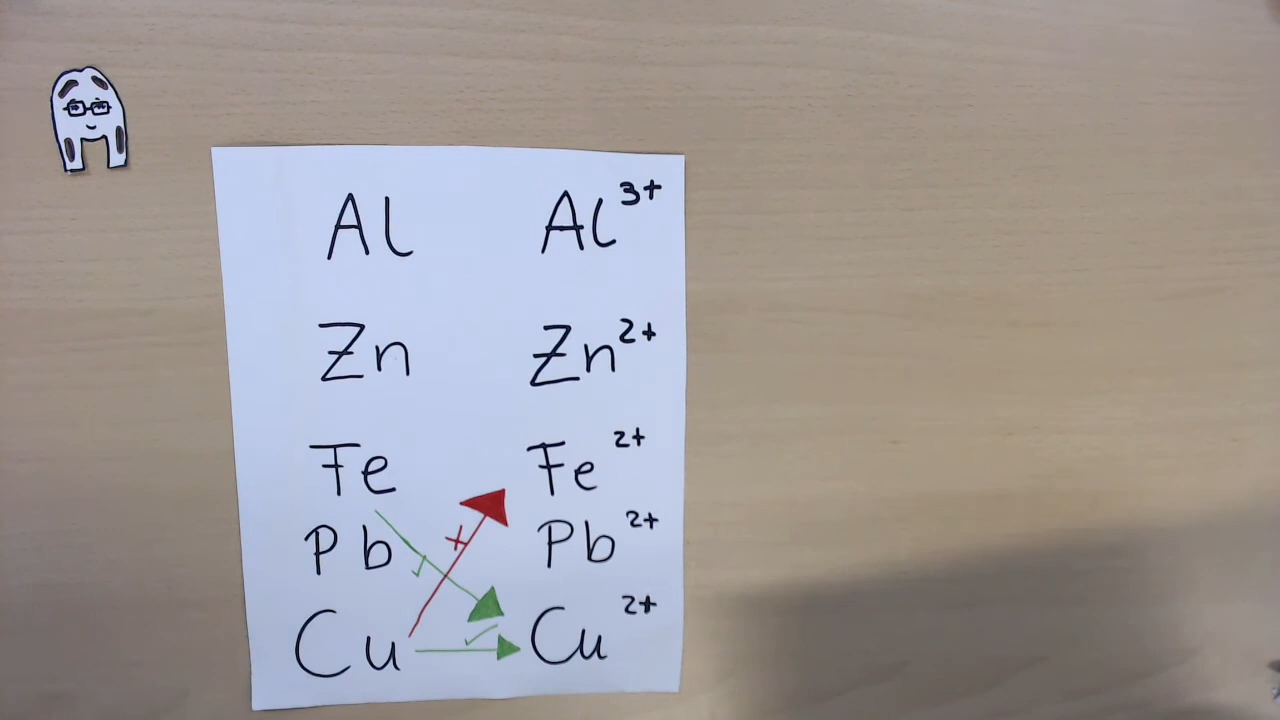 Al Al³⁺
Zn Zn²⁺
Fe Fe²⁺
Pb Pb²⁺
Cu Cu²⁺